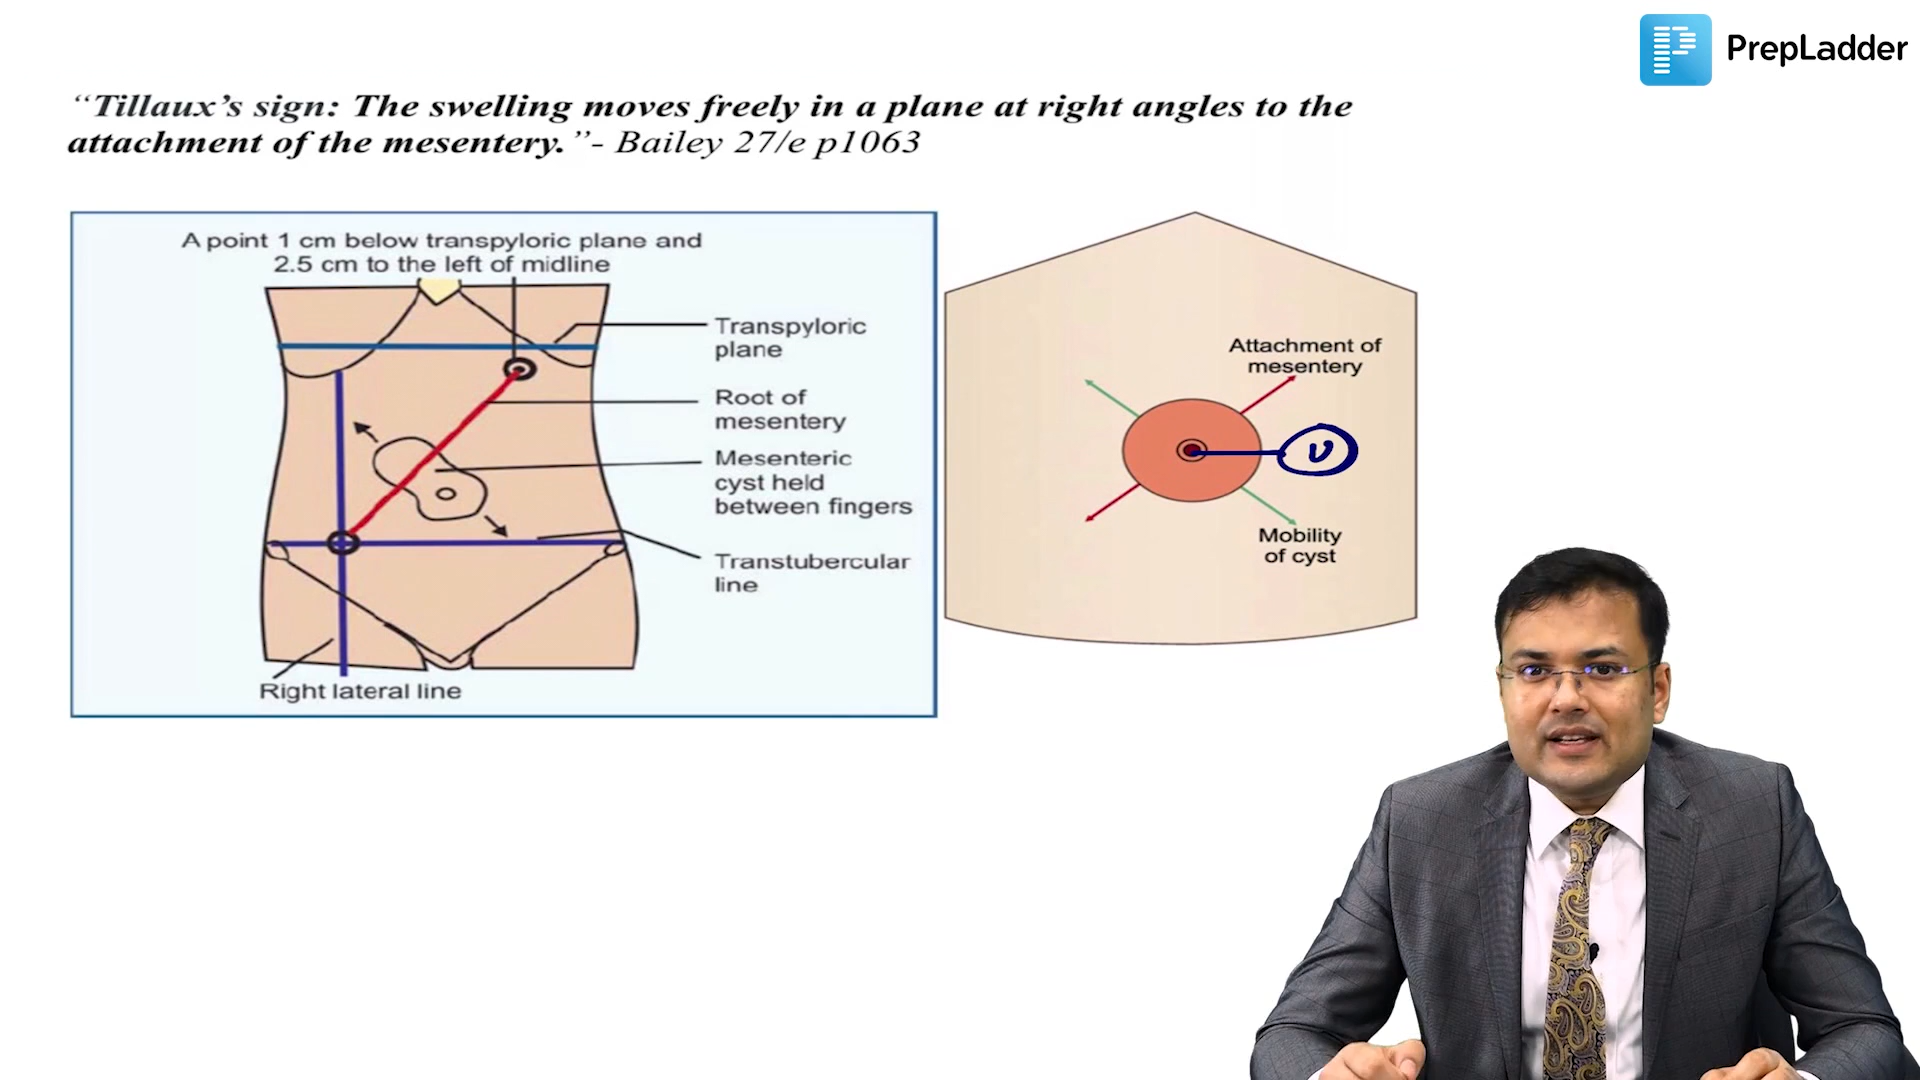 PrepLadder
“Tillaux’s sign: The swelling moves freely in a plane at right angles to the
attachment of the mesentery.”- Bailey 27/e p1063
A point 1 cm below transpyloric plane and
2.5 cm to the left of midline
Transpyloric
plane
Root of
mesentery
Mesenteric
cyst held
between fingers
Transtubercular
line
Right lateral line
Attachment of
mesentery
υ
Mobility
of cyst